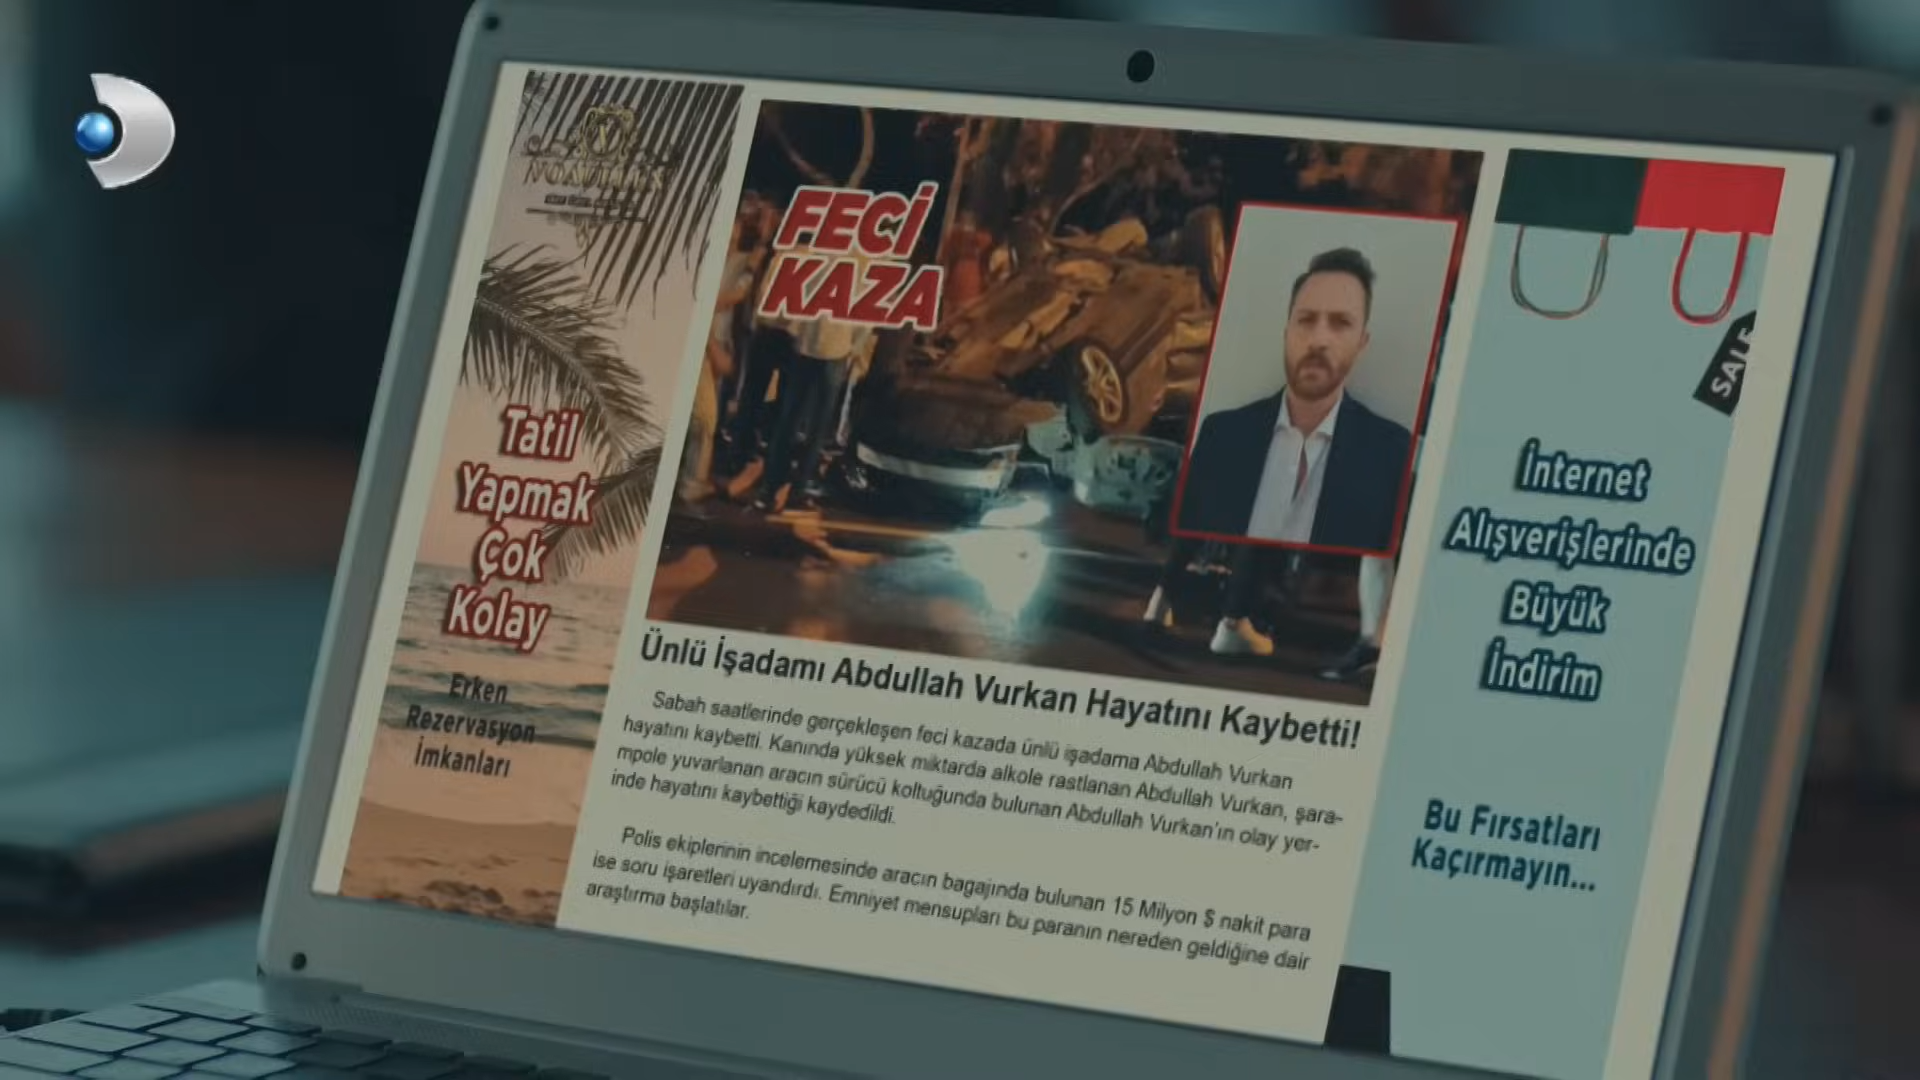 Tatil
Yapmak
Çok
Kolay
Erken
Rezervasyon
İmkanları
FECİ
KAZA
Ünlü İşadamı Abdullah Vurkan Hayatını Kaybetti!
Sabah saatlerinde gerçekleşen feci kazada ünlü işadama Abdullah Vurkan
hayatını kaybetti. Kanında yüksek miktarda alkole rastlanan Abdullah Vurkan, şara-
mpole yuvarlanan aracın sürücü koltuğunda bulunan Abdullah Vurkan'ın olay yer-
inde hayatını kaybettiği kaydedildi.
Polis ekiplerinin incelemesinde aracın bagajında bulunan 15 Milyon $ nakit para
ise soru işaretleri uyandırdı. Emniyet mensupları bu paranın nereden geldiğine dair
araştırma başlatılar.
SALE
İnternet
Alışverişlerinde
Büyük
İndirim
Bu Fırsatları
Kaçırmayın...